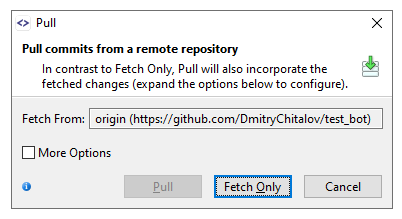 Pull
Pull commits from a remote repository
In contrast to Fetch Only, Pull will also incorporate the
fetched changes (expand the options below to configure).
Fetch From: origin (https://github.com/DmitryChitalov/test_bot)
More Options
Pull Fetch Only Cancel